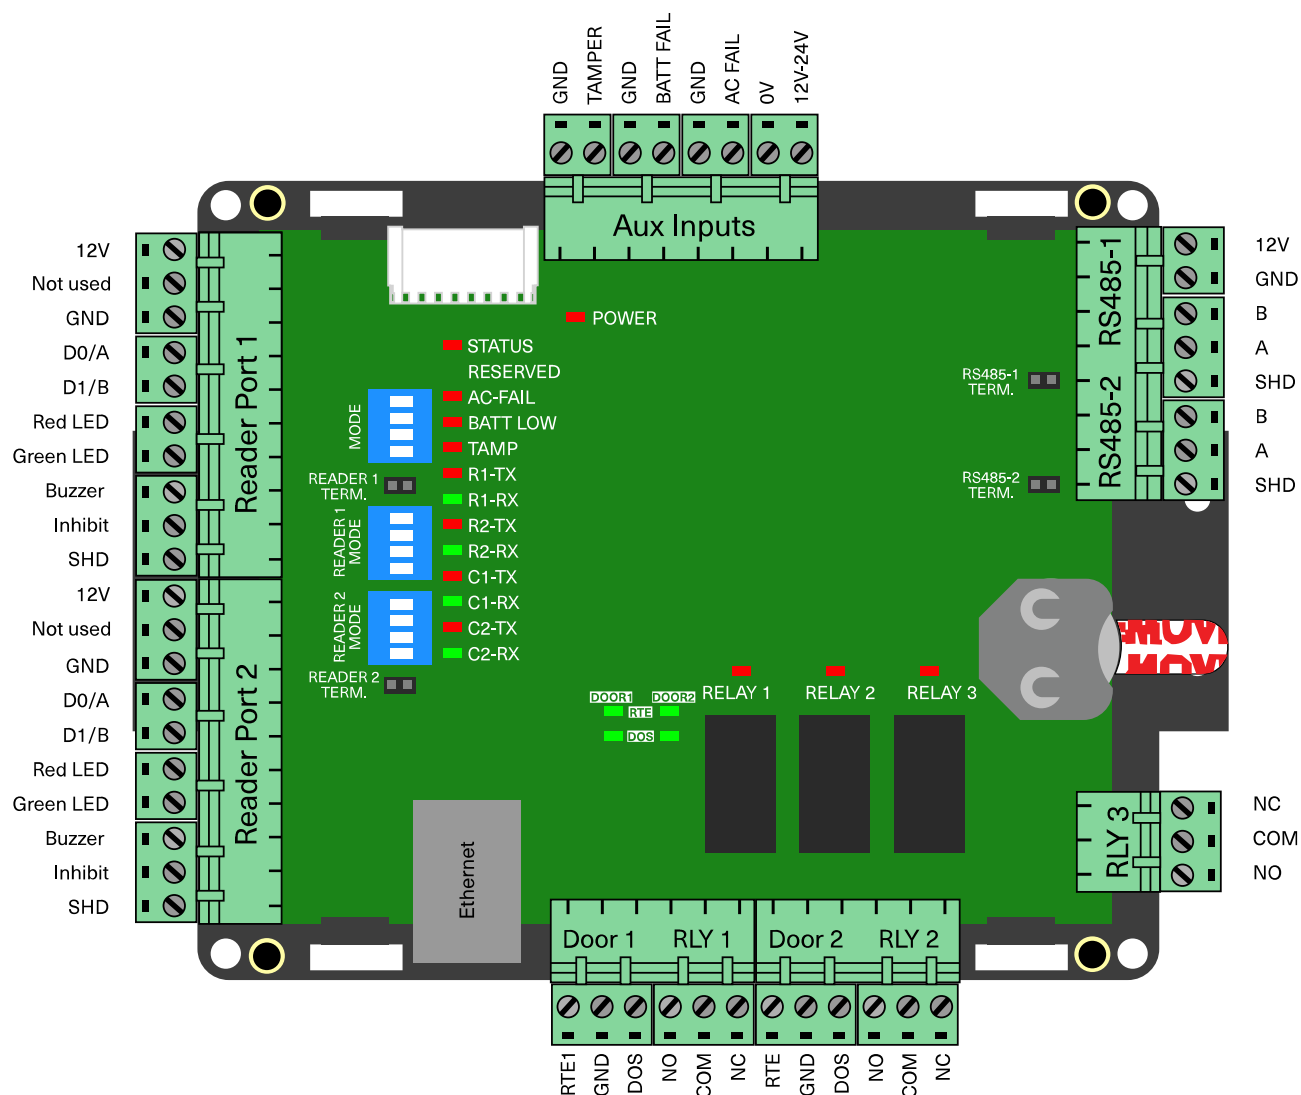 GND
TAMPER
GND
BATT FAIL
GND
AC FAIL
0V
12V-24V
Aux Inputs
12V
Not used
GND
D0/A
D1/B
Red LED
Green LED
Buzzer
Inhibit
SHD
Reader Port 1
12V
Not used
GND
D0/A
D1/B
Red LED
Green LED
Buzzer
Inhibit
SHD
Reader Port 2
POWER
STATUS
RESERVED
AC-FAIL
BATT LOW
TAMP
R1-TX
R1-RX
R2-TX
R2-RX
C1-TX
C1-RX
C2-TX
C2-RX
MODE
READER 1
TERM.
READER 1
MODE
READER 2
MODE
READER 2
TERM.
RS485-1
RS485-2
12V
GND
B
A
SHD
B
A
SHD
RS485-1
TERM.
RS485-2
TERM.
DOOR1
DOOR2
RTE
DOS
RELAY 1
RELAY 2
RELAY 3
RLY 3
NC
COM
NO
Ethernet
Door 1
RLY 1
Door 2
RLY 2
RTE1
GND
DOS
NO
COM
NC
RTE
GND
DOS
NO
COM
NC